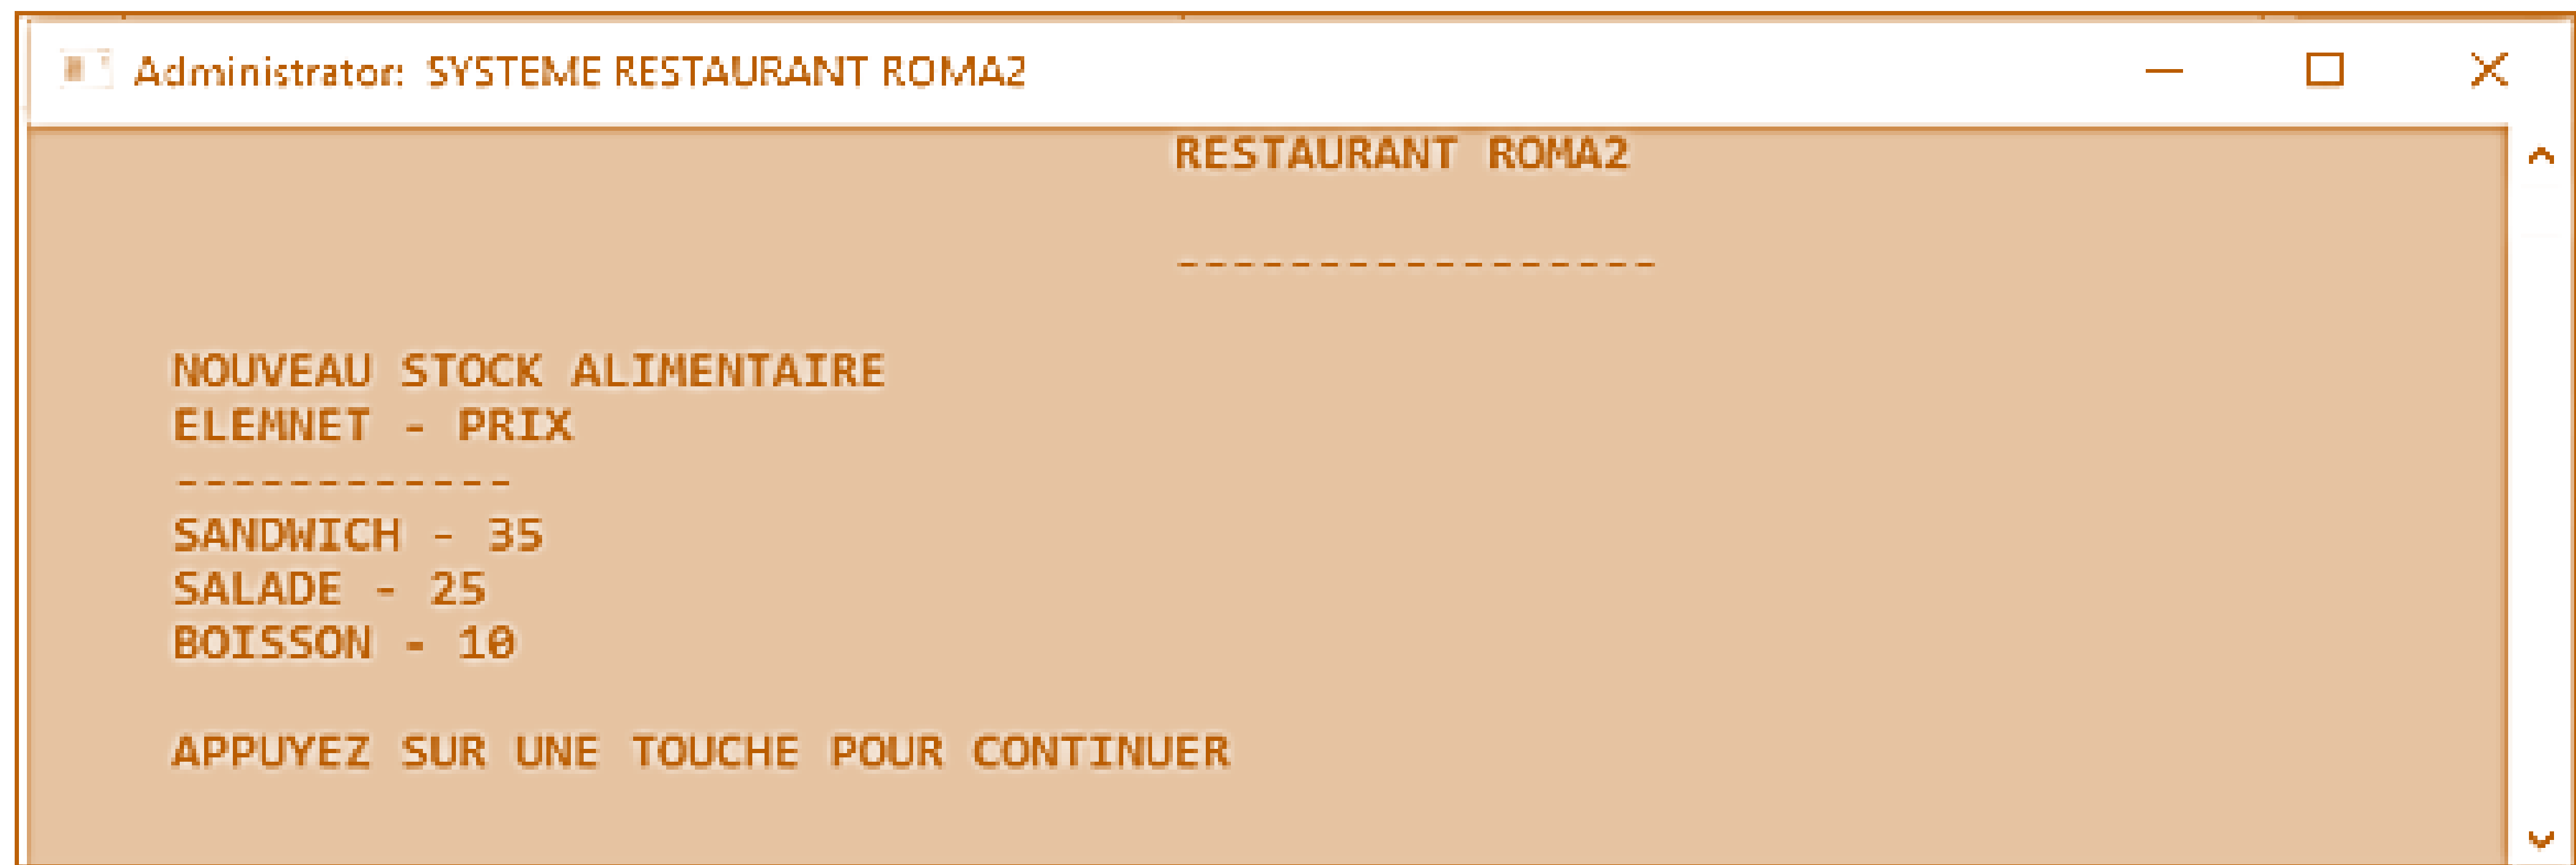 Administrator: SYSTEME RESTAURANT ROMA2
RESTAURANT ROMA2
-----------------
NOUVEAU STOCK ALIMENTAIRE
ELEMNET - PRIX
------------
SANDWICH - 35
SALADE - 25
BOISSON - 10
APPUYEZ SUR UNE TOUCHE POUR CONTINUER